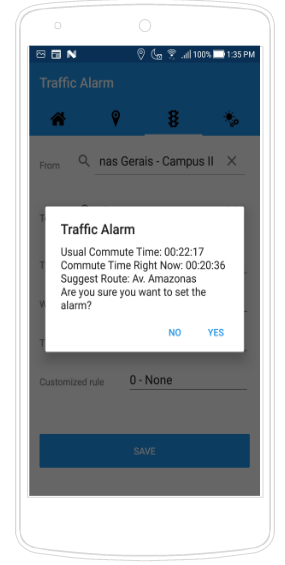 100% 1:35 PM
Traffic Alarm
From nas Gerais - Campus II
T
Traffic Alarm
Usual Commute Time: 00:22:17
Commute Time Right Now: 00:20:36
Suggest Route: Av. Amazonas
Are you sure you want to set the
alarm?
NO YES
Customized rule 0 - None
SAVE